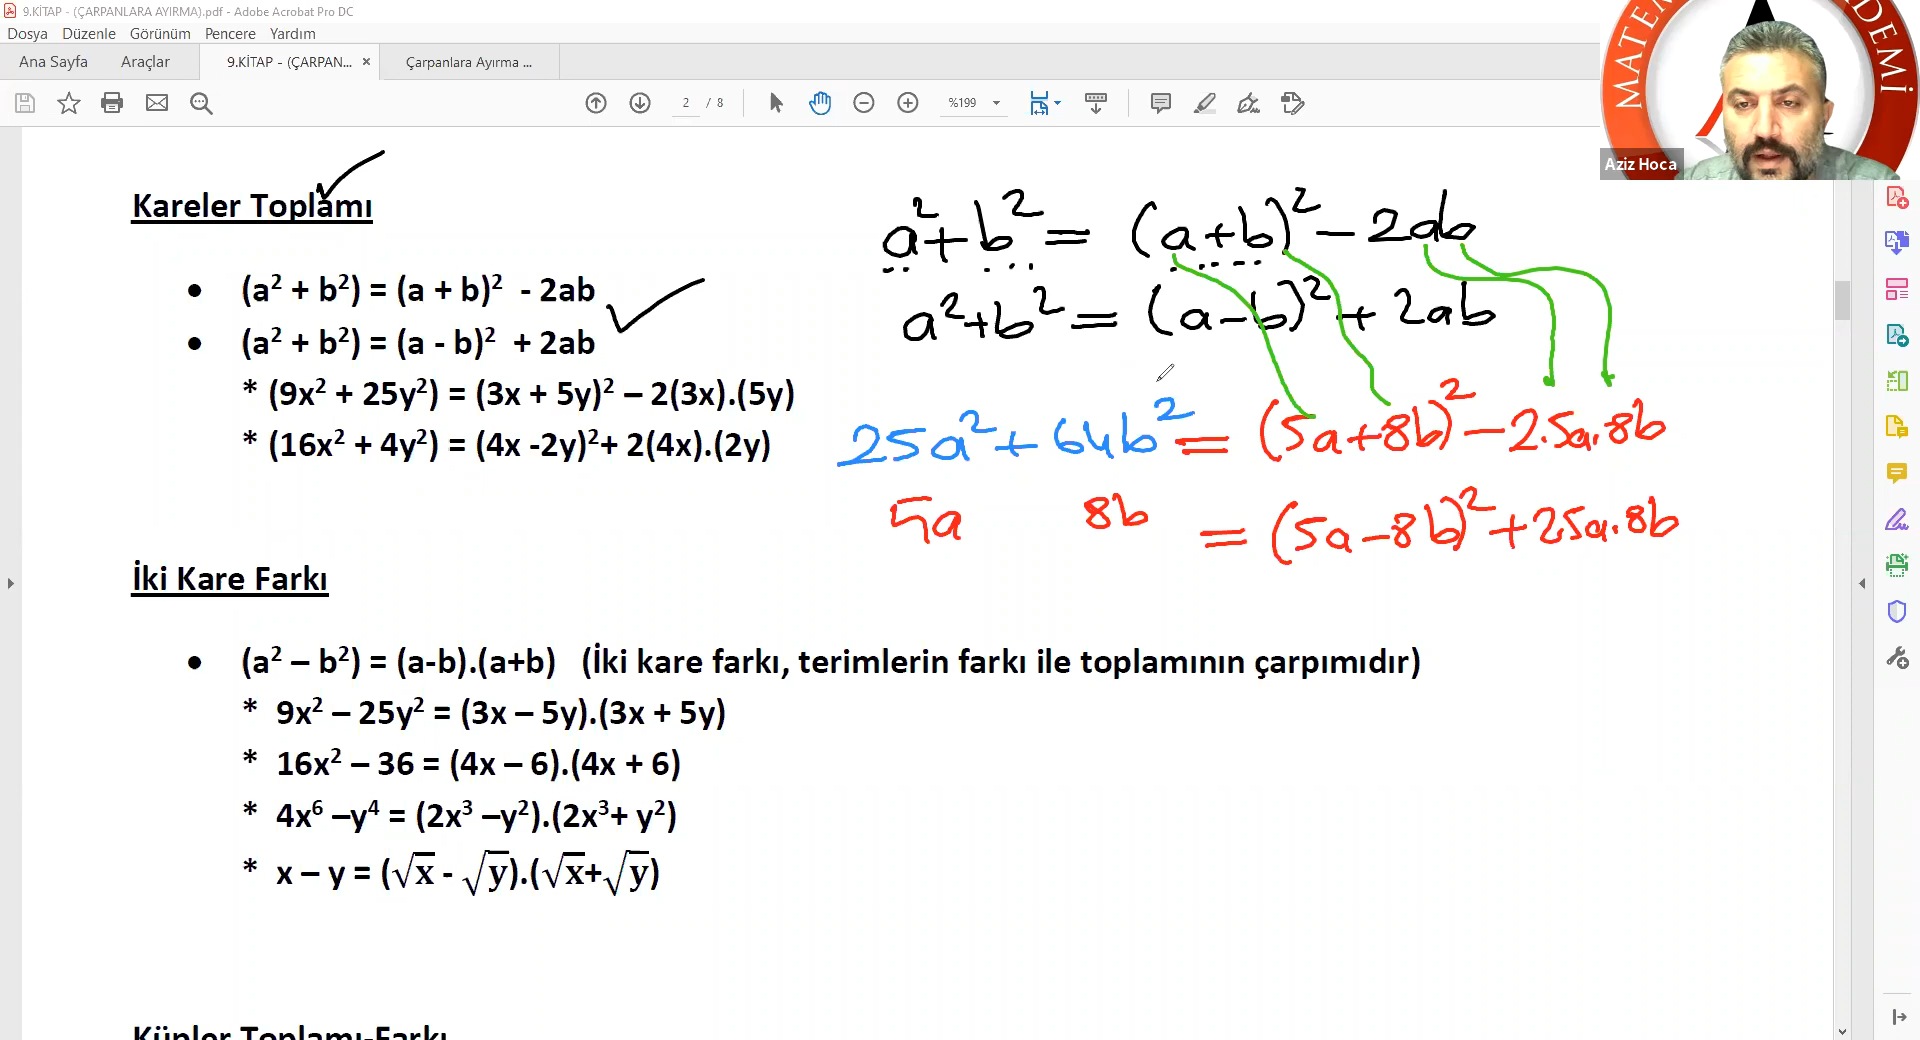 9.KİTAP - (ÇARPANLARA AYIRMA).pdf - Adobe Acrobat Pro DC
Dosya Düzenle Görünüm Pencere Yardım
Ana Sayfa Araçlar 9.KİTAP - (ÇARPAN... × Çarpanlara Ayırma ...
2 / 8 %199
MATEM
DEMİ
Aziz Hoca
Kareler Toplamı
a² + b² = (a+b)² - 2ab
• (a² + b²) = (a + b)² - 2ab
a² + b² = (a-b)² + 2ab
• (a² + b²) = (a - b)² + 2ab
* (9x² + 25y²) = (3x + 5y)² – 2(3x).(5y)
25a² + 64b² = (5a+8b)² - 2.5a.8b
* (16x² + 4y²) = (4x -2y)²+ 2(4x).(2y)
5a 8b = (5a-8b)² + 2.5a.8b
İki Kare Farkı
• (a² – b²) = (a-b).(a+b) (İki kare farkı, terimlerin farkı ile toplamının çarpımıdır)
* 9x² – 25y² = (3x – 5y).(3x + 5y)
* 16x² – 36 = (4x – 6).(4x + 6)
* 4x⁶ –y⁴ = (2x³ –y²).(2x³+ y²)
* x – y = (√x - √y).(√x+√y)
Küpler Toplamı-Farkı